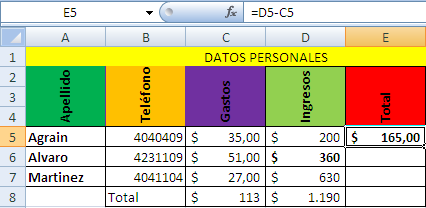 E5 fx =D5-C5
A B C D E
1 DATOS PERSONALES
2
3
4 Apellido Teléfono Gastos Ingresos Total
5 Agrain 4040409 $ 35,00 $ 200 $ 165,00
6 Alvaro 4231109 $ 51,00 $ 360
7 Martinez 4041104 $ 27,00 $ 630
8 Total $ 113 $ 1.190